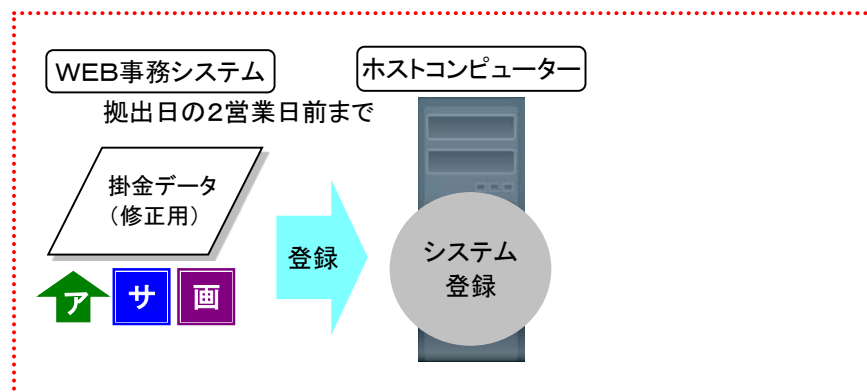 WEB事務システム
ホストコンピューター
拠出日の2営業日前まで
掛金データ
（修正用）
登録
システム
登録
ア
サ
画